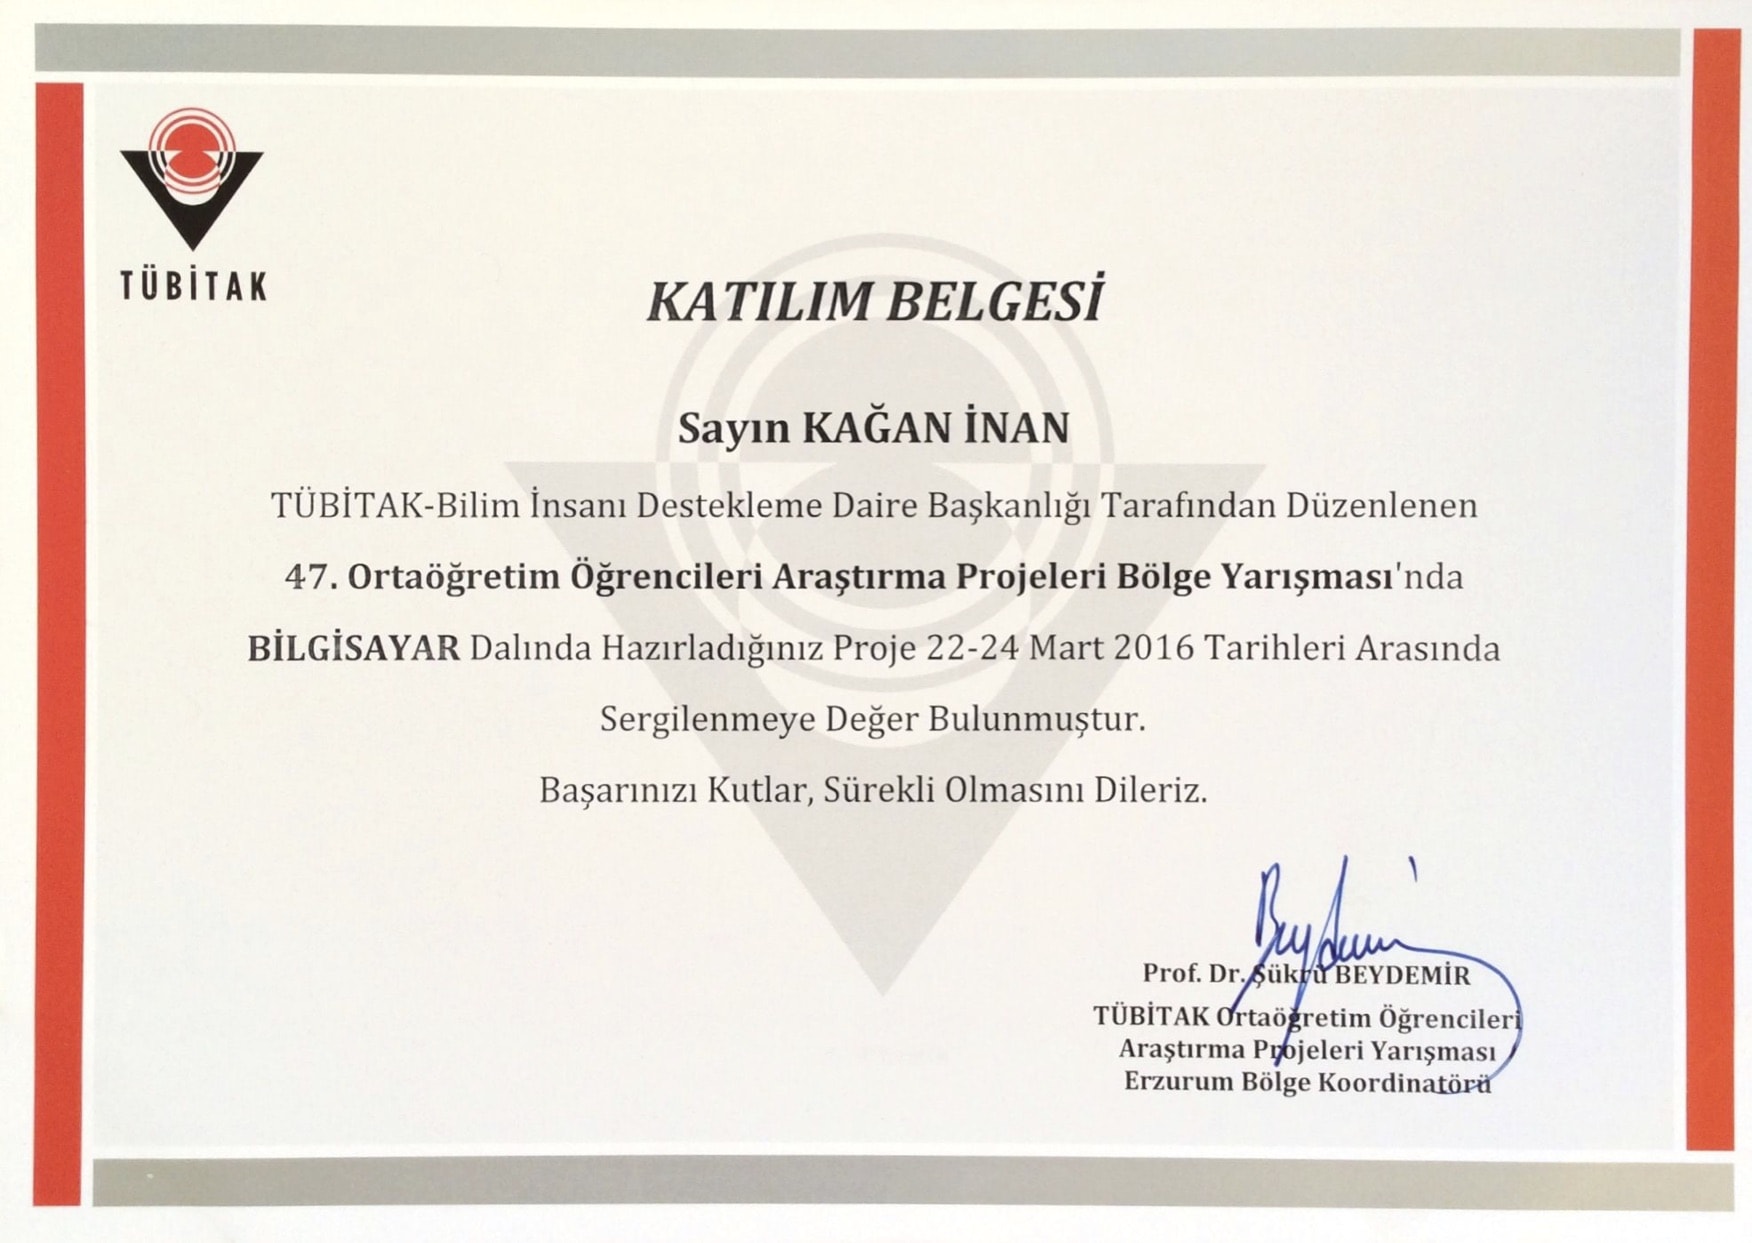 TÜBİTAK
KATILIM BELGESİ
Sayın KAĞAN İNAN
TÜBİTAK-Bilim İnsanı Destekleme Daire Başkanlığı Tarafından Düzenlenen
47. Ortaöğretim Öğrencileri Araştırma Projeleri Bölge Yarışması'nda
BİLGİSAYAR Dalında Hazırladığınız Proje 22-24 Mart 2016 Tarihleri Arasında
Sergilenmeye Değer Bulunmuştur.
Başarınızı Kutlar, Sürekli Olmasını Dileriz.
Beydemir
Prof. Dr. Şükrü BEYDEMİR
TÜBİTAK Ortaöğretim Öğrencileri
Araştırma Projeleri Yarışması
Erzurum Bölge Koordinatörü